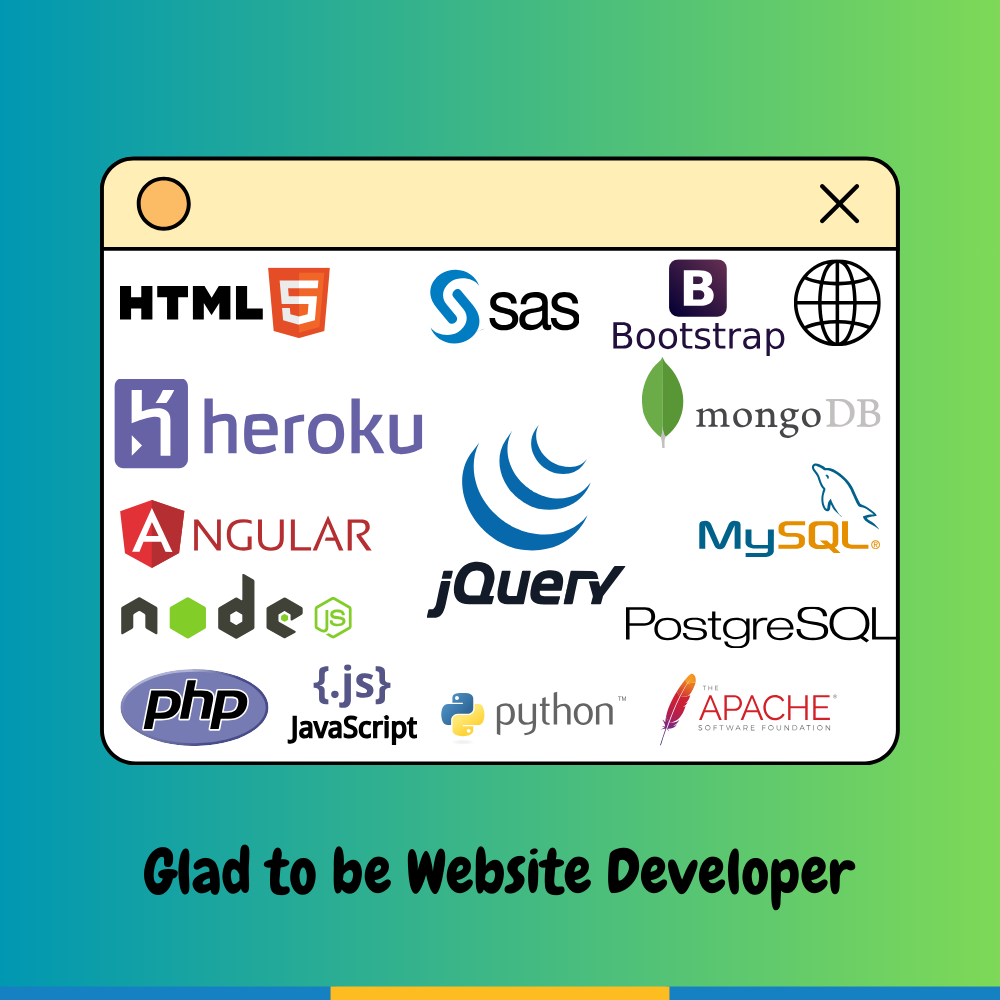 HTML 5
sas
B
Bootstrap
heroku
mongoDB
ANGULAR
jQuery
MySQL®
node JS
PostgreSQL
php
{.js}
JavaScript
python™
THE
APACHE®
SOFTWARE FOUNDATION
Glad to be Website Developer